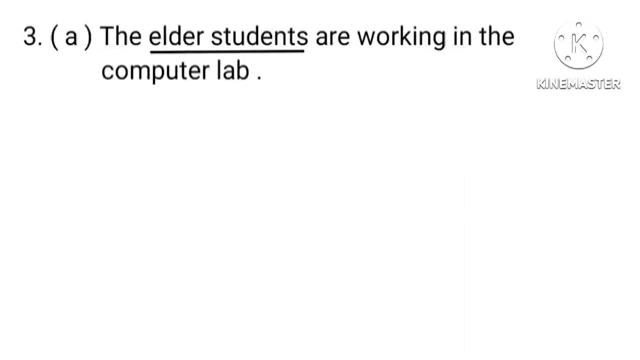 3. ( a ) The elder students are working in the
computer lab .
KINEMASTER